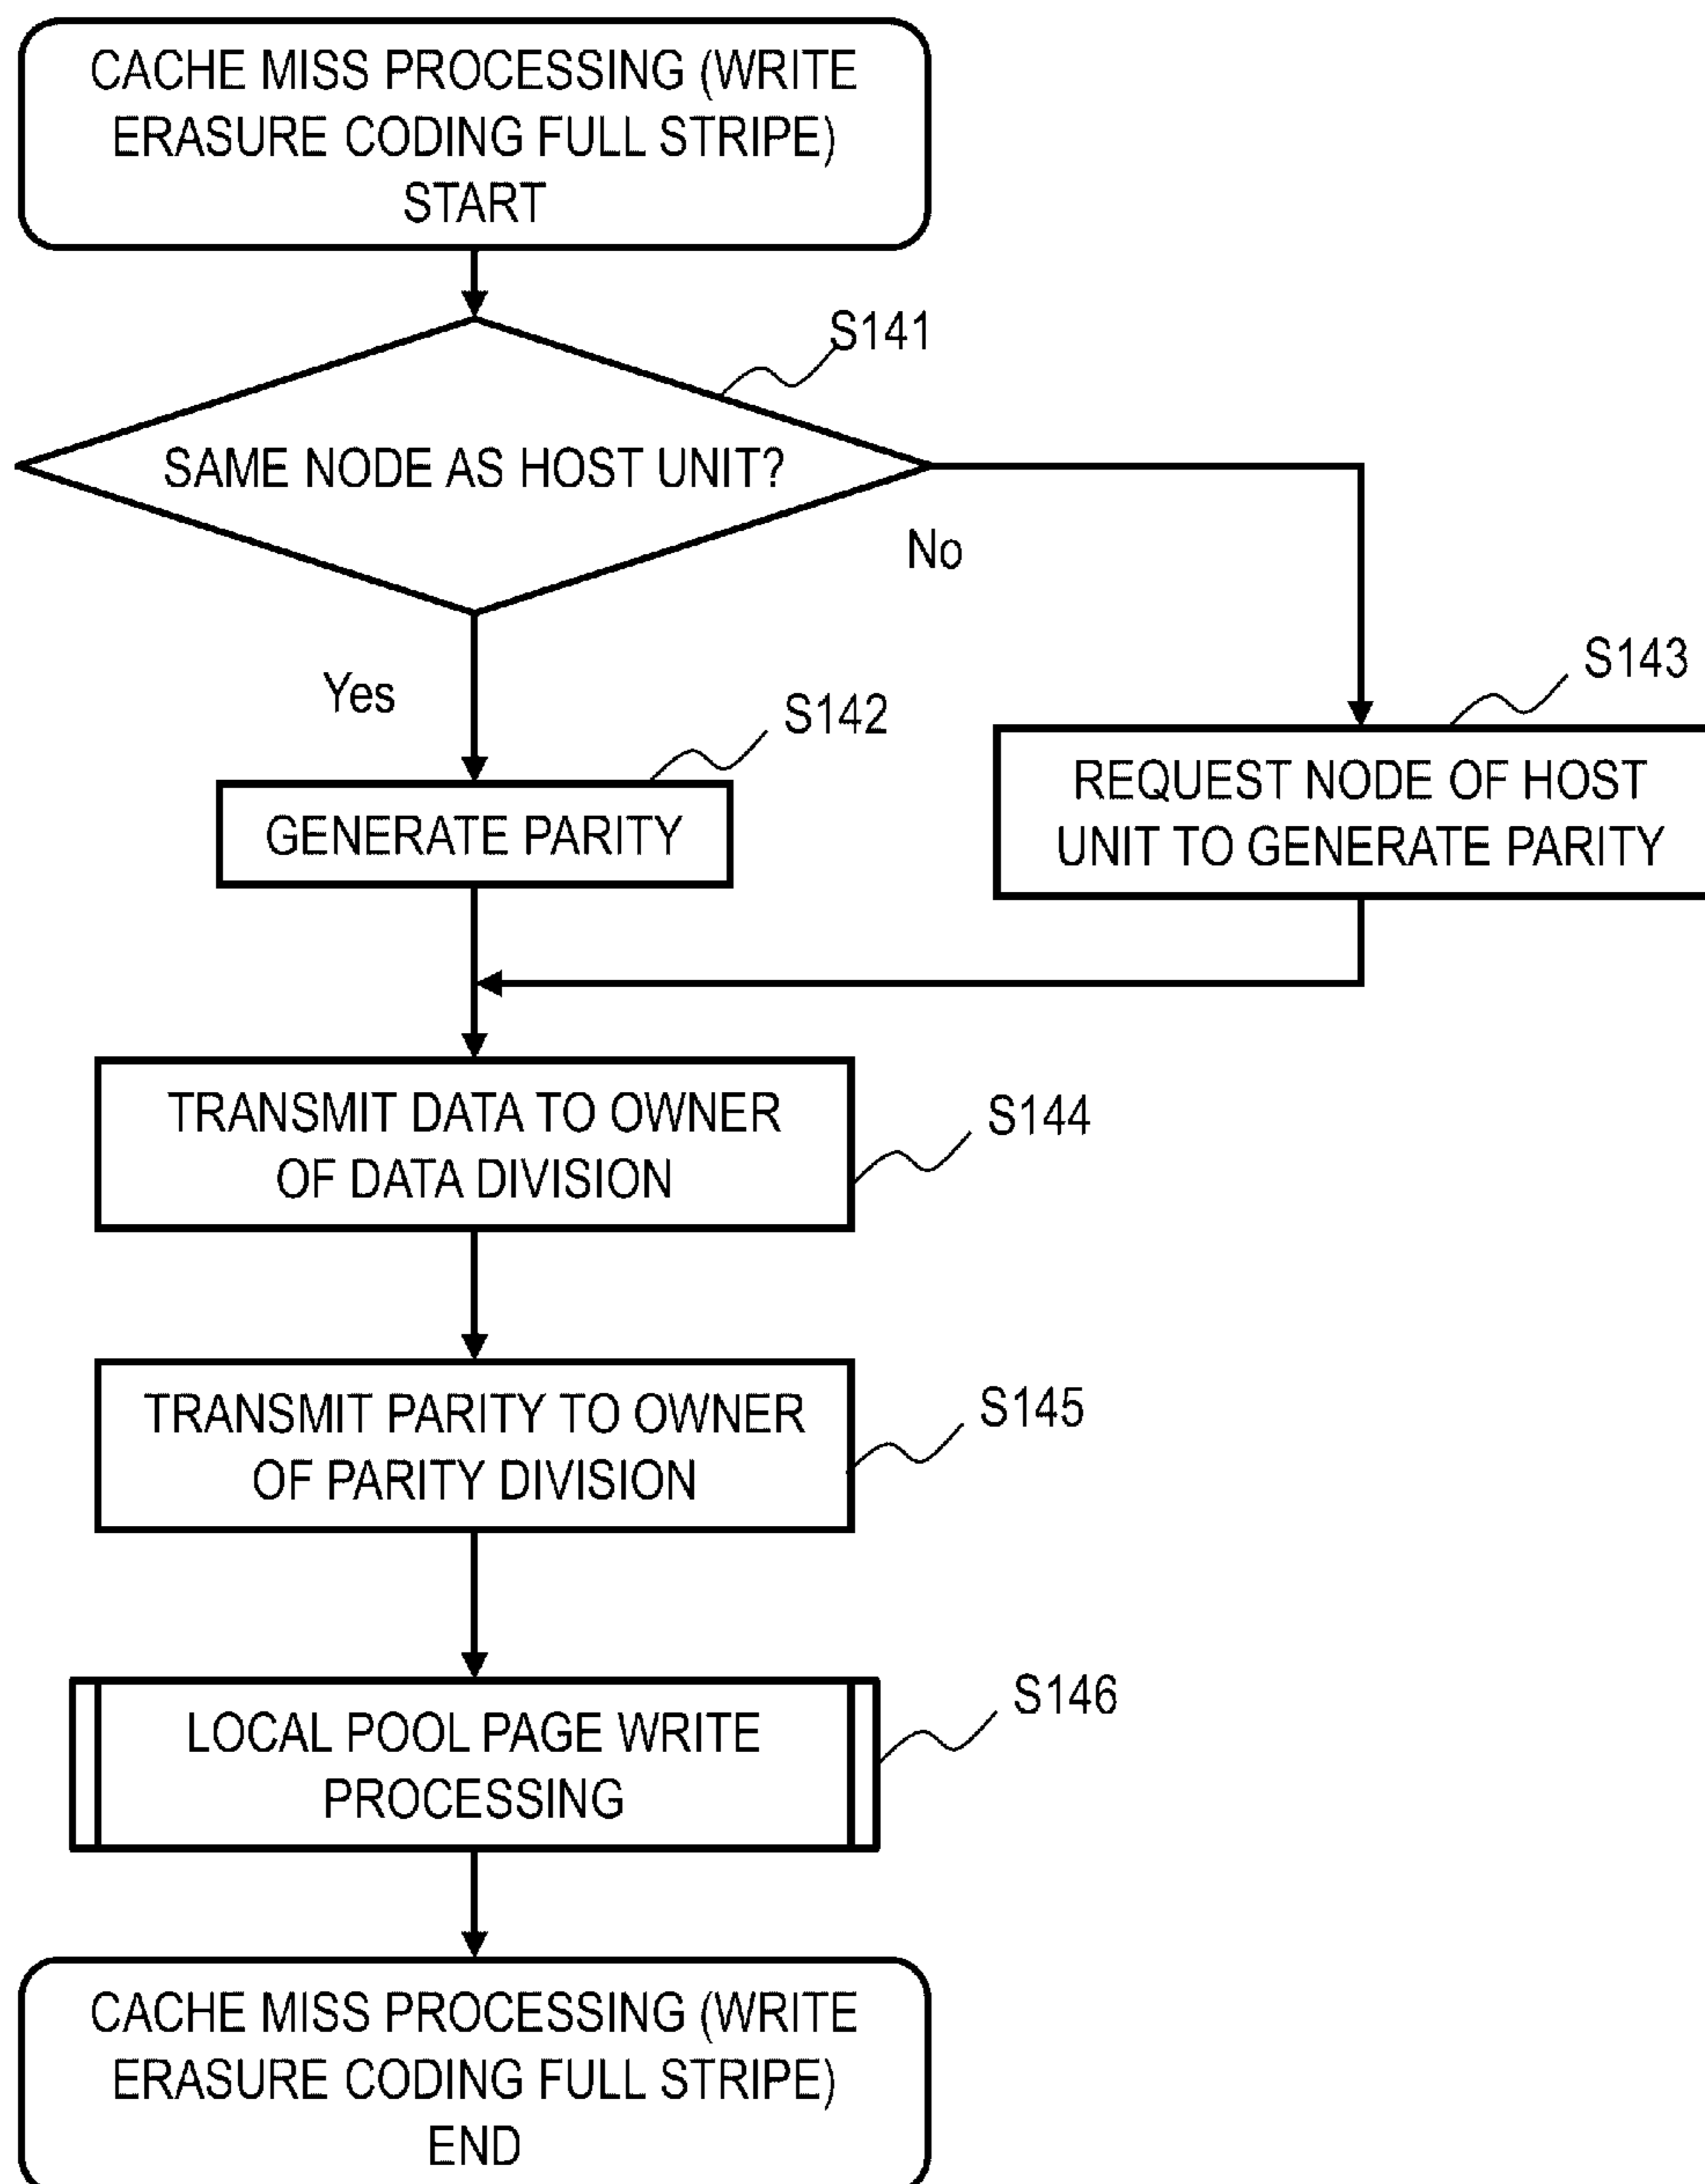 CACHE MISS PROCESSING (WRITE
ERASURE CODING FULL STRIPE)
START
S141
SAME NODE AS HOST UNIT?
No
Yes
S142
S143
GENERATE PARITY
REQUEST NODE OF HOST
UNIT TO GENERATE PARITY
TRANSMIT DATA TO OWNER
OF DATA DIVISION
S144
TRANSMIT PARITY TO OWNER
OF PARITY DIVISION
S145
LOCAL POOL PAGE WRITE
PROCESSING
S146
CACHE MISS PROCESSING (WRITE
ERASURE CODING FULL STRIPE)
END